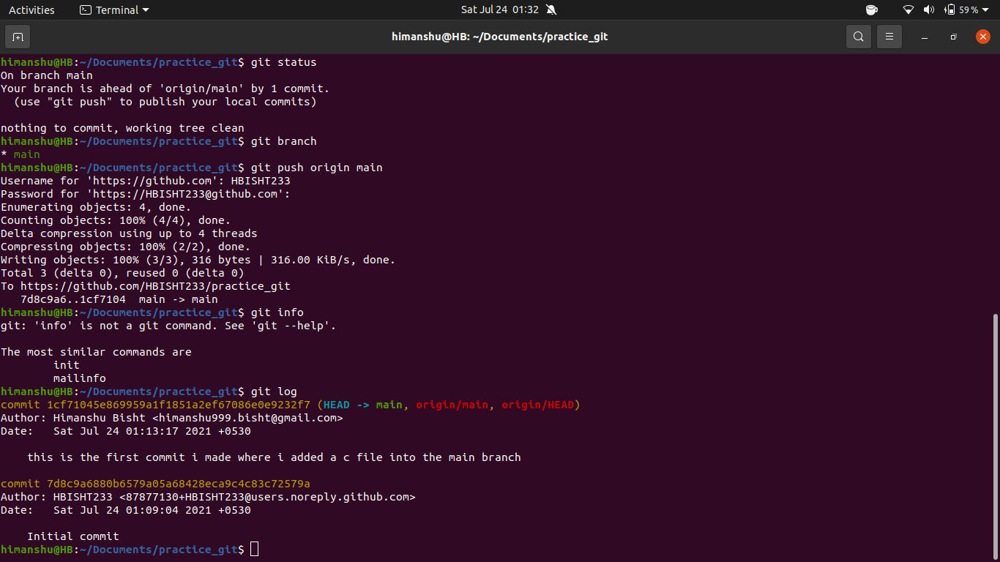 Activities Terminal Sat Jul 24 01:32 59 %
himanshu@HB: ~/Documents/practice_git
himanshu@HB:~/Documents/practice_git$ git status
On branch main
Your branch is ahead of 'origin/main' by 1 commit.
  (use "git push" to publish your local commits)

nothing to commit, working tree clean
himanshu@HB:~/Documents/practice_git$ git branch
* main
himanshu@HB:~/Documents/practice_git$ git push origin main
Username for 'https://github.com': HBISHT233
Password for 'https://HBISHT233@github.com':
Enumerating objects: 4, done.
Counting objects: 100% (4/4), done.
Delta compression using up to 4 threads
Compressing objects: 100% (2/2), done.
Writing objects: 100% (3/3), 316 bytes | 316.00 KiB/s, done.
Total 3 (delta 0), reused 0 (delta 0)
To https://github.com/HBISHT233/practice_git
   7d8c9a6..1cf7104  main -> main
himanshu@HB:~/Documents/practice_git$ git info
git: 'info' is not a git command. See 'git --help'.

The most similar commands are
        init
        mailinfo
himanshu@HB:~/Documents/practice_git$ git log
commit 1cf71045e869959a1f1851a2ef67086e0e9232f7 (HEAD -> main, origin/main, origin/HEAD)
Author: Himanshu Bisht <himanshu999.bisht@gmail.com>
Date:   Sat Jul 24 01:13:17 2021 +0530

    this is the first commit i made where i added a c file into the main branch

commit 7d8c9a6880b6579a05a68428eca9c4c83c72579a
Author: HBISHT233 <87877130+HBISHT233@users.noreply.github.com>
Date:   Sat Jul 24 01:09:04 2021 +0530

    Initial commit
himanshu@HB:~/Documents/practice_git$